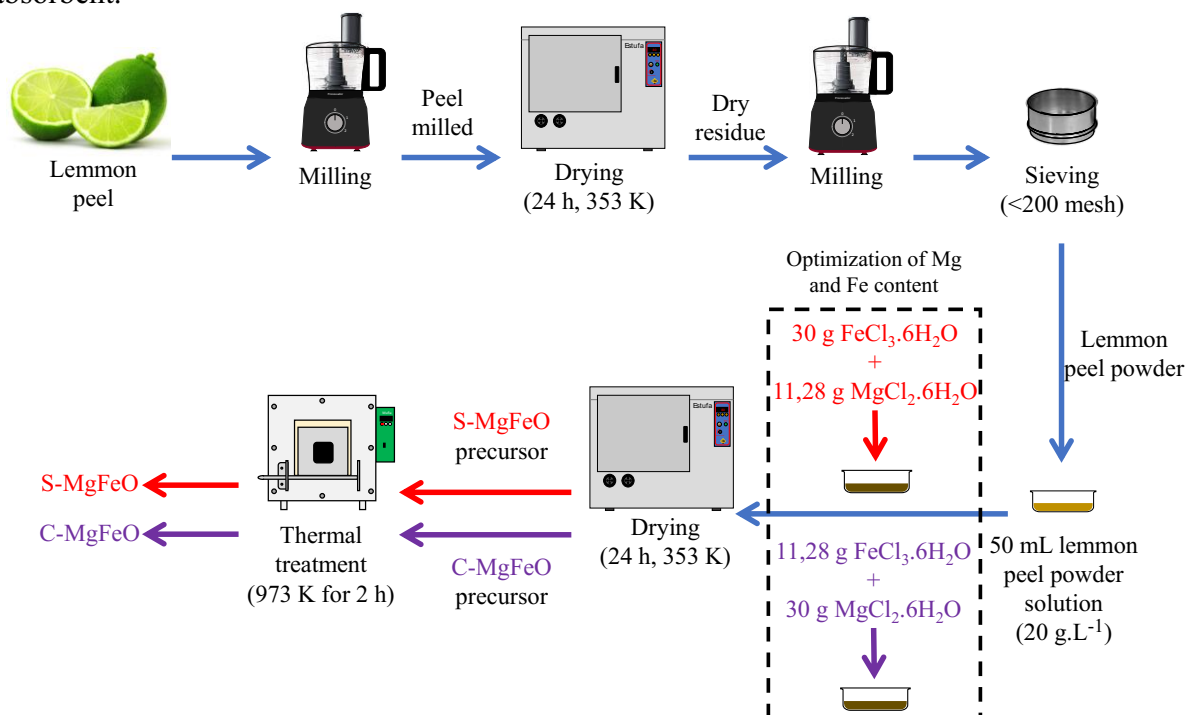 absorbent.
Estufa
Peel
milled
Dry
residue
Lemmon
peel
Milling
Drying
(24 h, 353 K)
Milling
Sieving
(<200 mesh)
Optimization of Mg
and Fe content
30 g FeCl3.6H2O
+
11,28 g MgCl2.6H2O
Lemmon
peel powder
Estufa
S-MgFeO
precursor
S-MgFeO
C-MgFeO
Thermal
treatment
(973 K for 2 h)
C-MgFeO
precursor
Drying
(24 h, 353 K)
11,28 g FeCl3.6H2O
+
30 g MgCl2.6H2O
50 mL lemmon
peel powder
solution
(20 g.L-1)